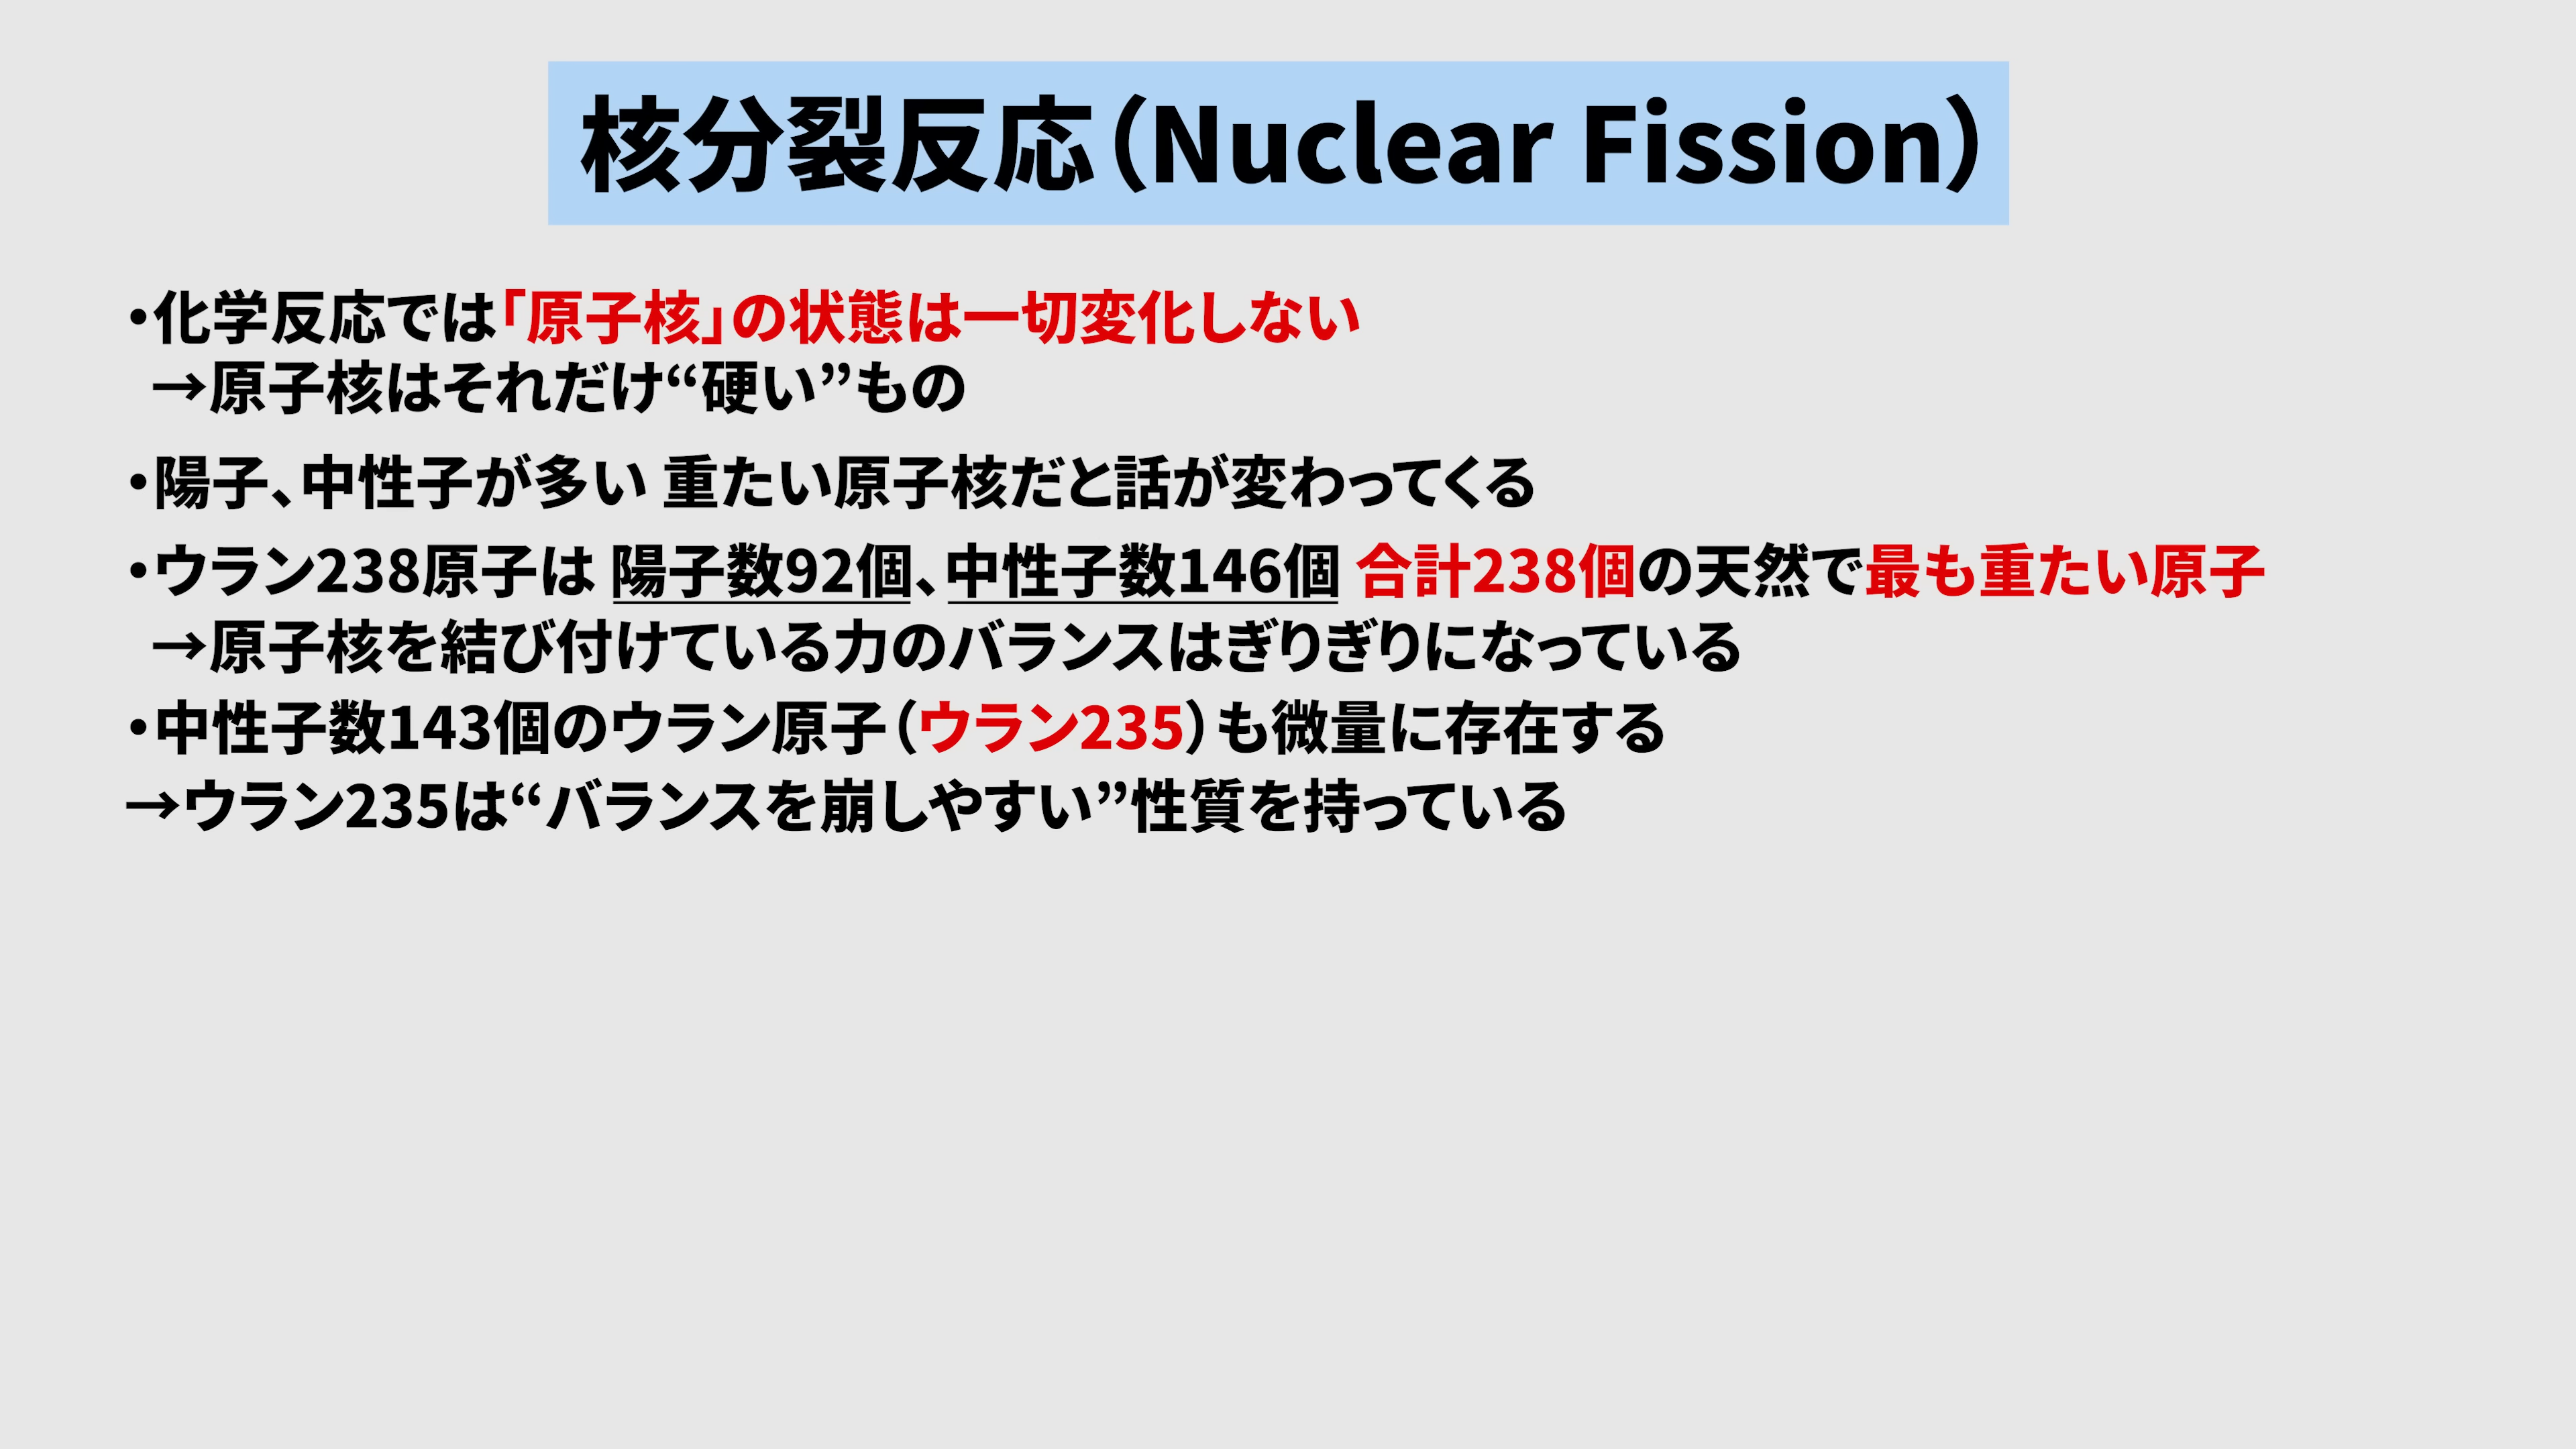 核分裂反応（Nuclear Fission）
・化学反応では「原子核」の状態は一切変化しない
→原子核はそれだけ“硬い”もの
・陽子、中性子が多い 重たい原子核だと話が変わってくる
・ウラン238原子は 陽子数92個、中性子数146個 合計238個の天然で最も重たい原子
→原子核を結び付けている力のバランスはぎりぎりになっている
・中性子数143個のウラン原子（ウラン235）も微量に存在する
→ウラン235は“バランスを崩しやすい”性質を持っている